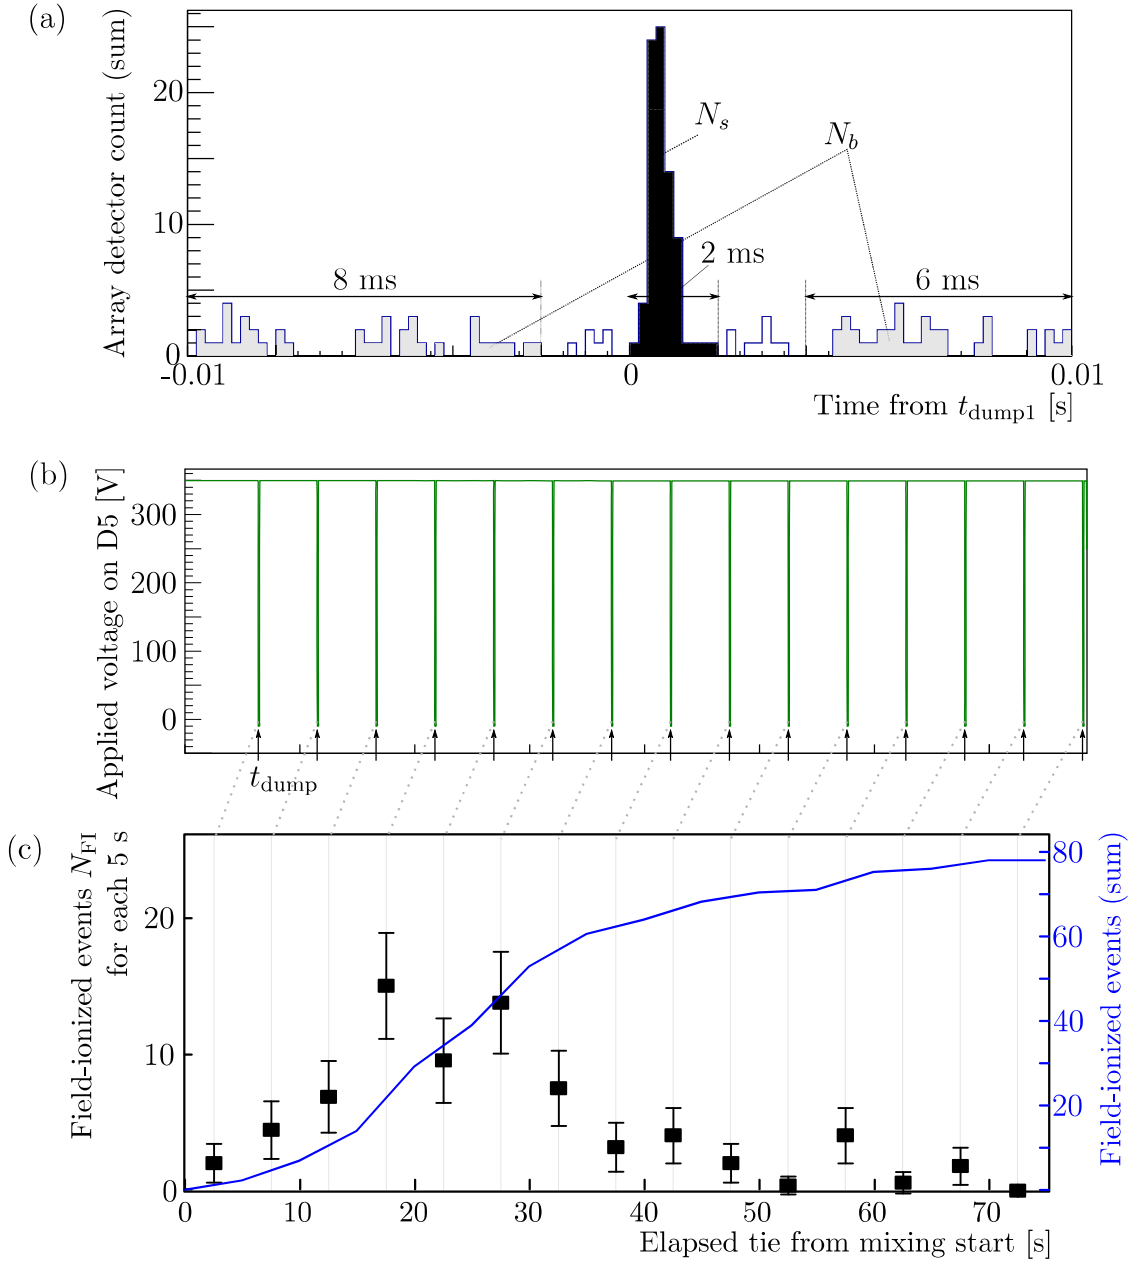 (a)
Array detector count (sum)
20
10
0
N_s
N_b
2 ms
8 ms
6 ms
-0.01
0
0.01
Time from t_dump1 [s]
(b)
Applied voltage on D5 [V]
300
200
100
0
t_dump
(c)
Field-ionized events N_FI
for each 5 s
20
10
0
80
60
40
20
Field-ionized events (sum)
0
10
20
30
40
50
60
70
Elapsed tie from mixing start [s]